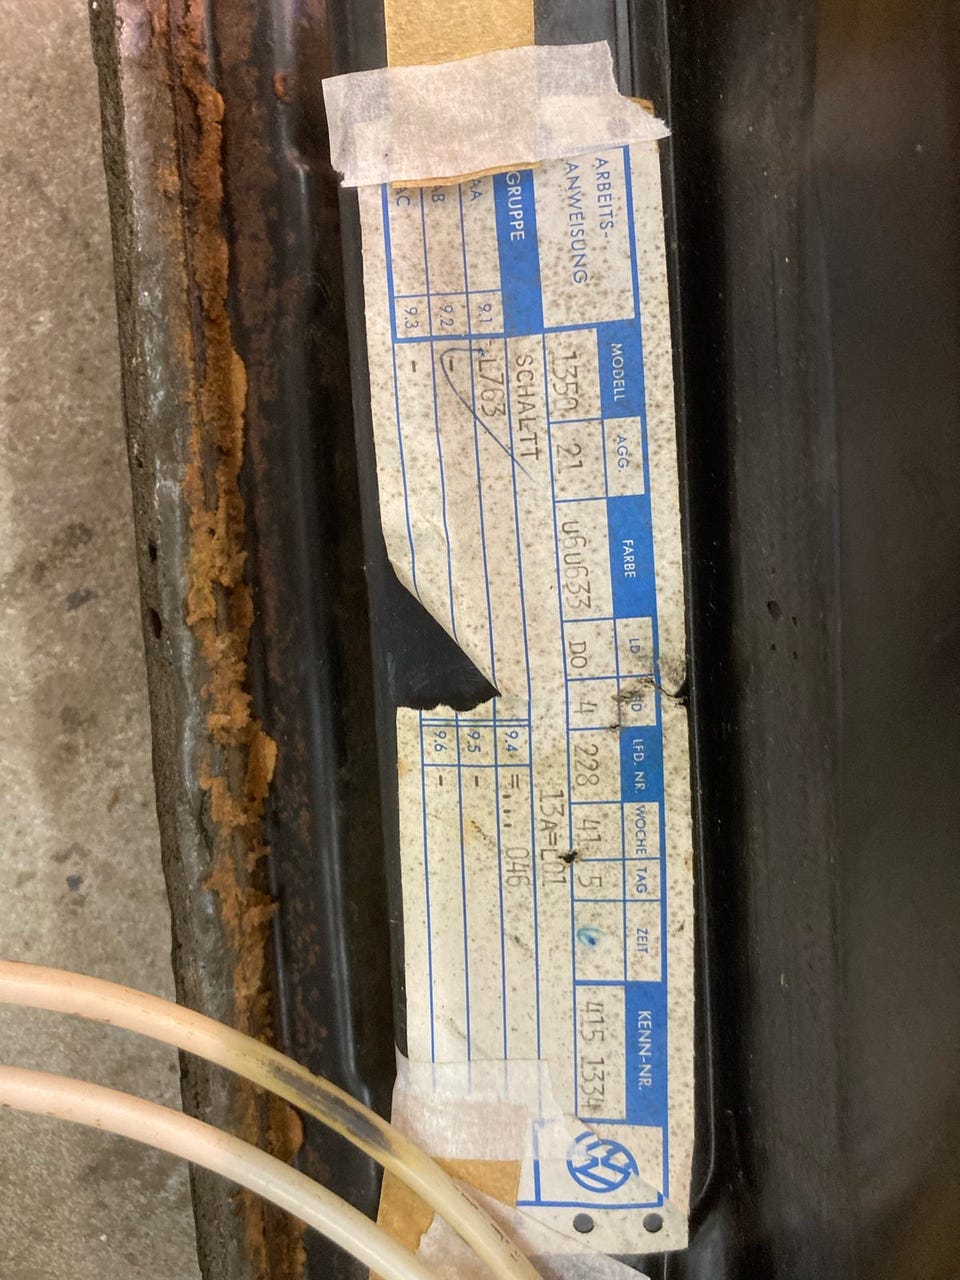 ARBEITS-
ANWEISUNG
MODELL AGG. FARBE LD LFD. NR. WOCHE TAG ZEIT KENN-NR.
21 U6U633 DO 4 228 41 5 6 415 1334
GRUPPE SCHALTT 13A=L01
AA 9.1 -L763 9.4 =.... 046
AB 9.2 - 9.5 -
AC 9.3 - 9.6 -